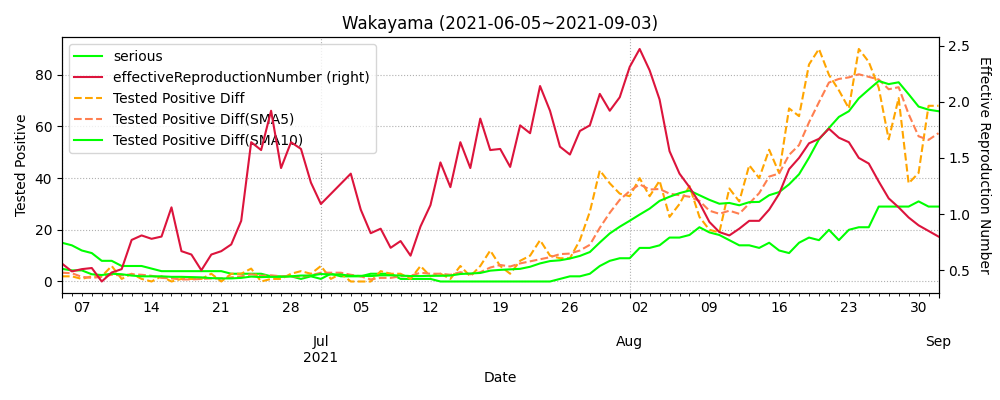 Wakayama (2021-06-05~2021-09-03)
serious
effectiveReproductionNumber (right)
Tested Positive Diff
Tested Positive Diff(SMA5)
Tested Positive Diff(SMA10)
Tested Positive
80
60
40
20
0
2.5
2.0
1.5
1.0
0.5
Effective Reproduction Number
07 14 21 28 05 12 19 26 02 09 16 23 30
Jul Aug Sep
2021
Date